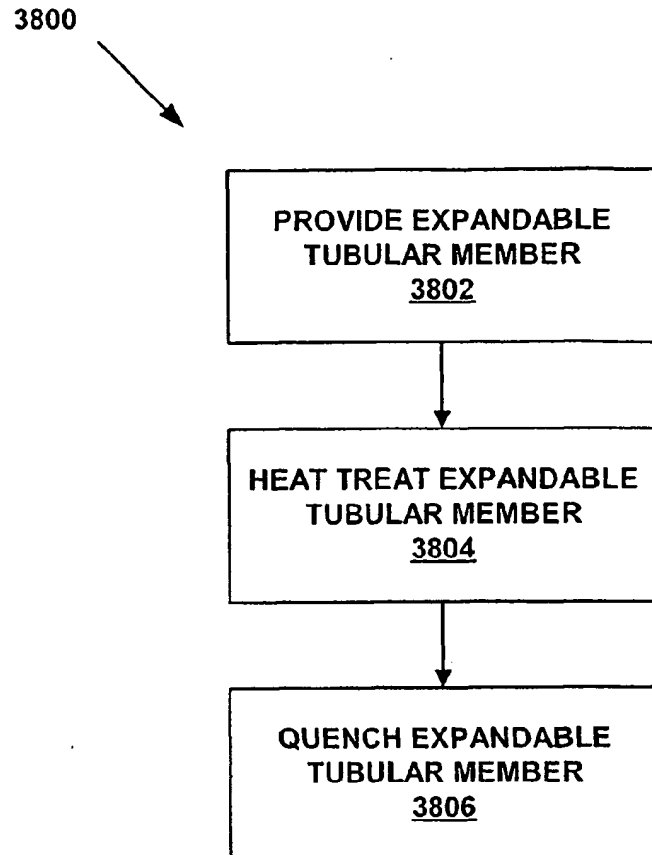 3800
PROVIDE EXPANDABLE
TUBULAR MEMBER
3802
HEAT TREAT EXPANDABLE
TUBULAR MEMBER
3804
QUENCH EXPANDABLE
TUBULAR MEMBER
3806